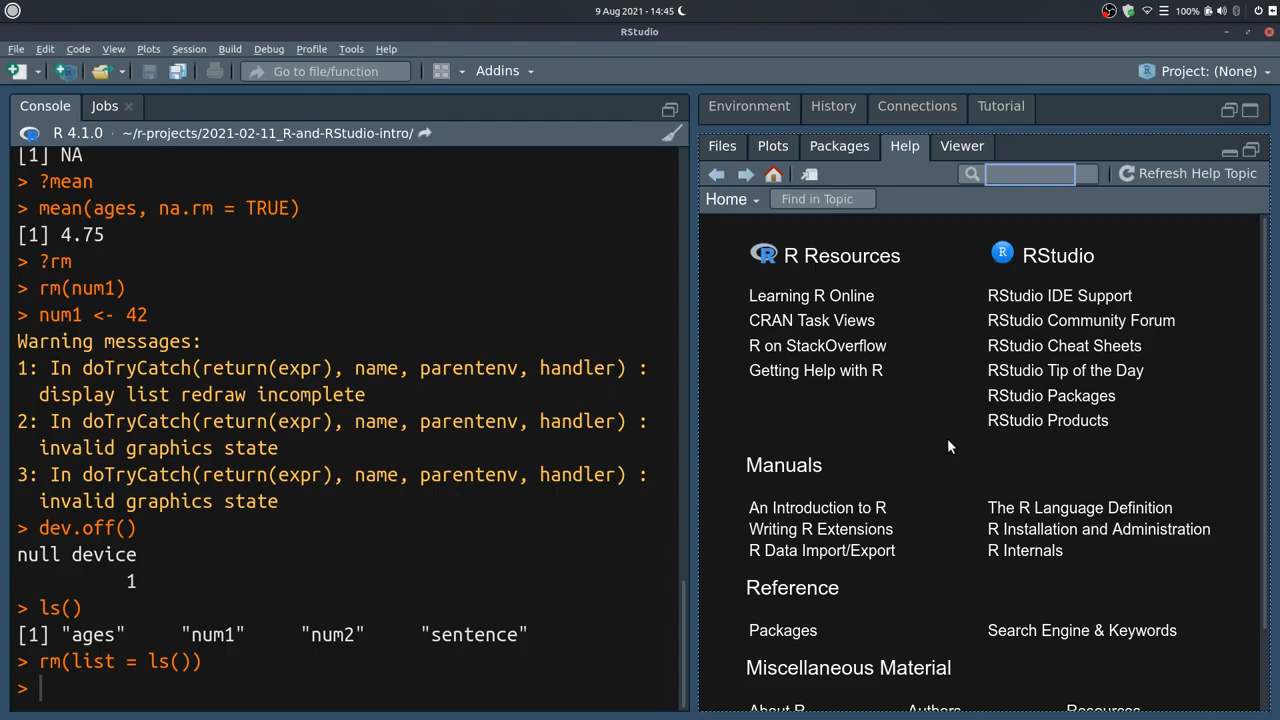 9 Aug 2021 - 14:45
100%
RStudio
File Edit Code View Plots Session Build Debug Profile Tools Help
Go to file/function
Addins
Project: (None)
Console Jobs
R 4.1.0 · ~/r-projects/2021-02-11_R-and-RStudio-intro/
[1] NA
> ?mean
> mean(ages, na.rm = TRUE)
[1] 4.75
> ?rm
> rm(num1)
> num1 <- 42
Warning messages:
1: In doTryCatch(return(expr), name, parentenv, handler) :
display list redraw incomplete
2: In doTryCatch(return(expr), name, parentenv, handler) :
invalid graphics state
3: In doTryCatch(return(expr), name, parentenv, handler) :
invalid graphics state
> dev.off()
null device
1
> ls()
[1] "ages" "num1" "num2" "sentence"
> rm(list = ls())
>
Environment History Connections Tutorial
Files Plots Packages Help Viewer
Refresh Help Topic
Home Find in Topic
R Resources
Learning R Online
CRAN Task Views
R on StackOverflow
Getting Help with R
R RStudio
RStudio IDE Support
RStudio Community Forum
RStudio Cheat Sheets
RStudio Tip of the Day
RStudio Packages
RStudio Products
Manuals
An Introduction to R The R Language Definition
Writing R Extensions R Installation and Administration
R Data Import/Export R Internals
Reference
Packages Search Engine & Keywords
Miscellaneous Material
About R Authors Resources